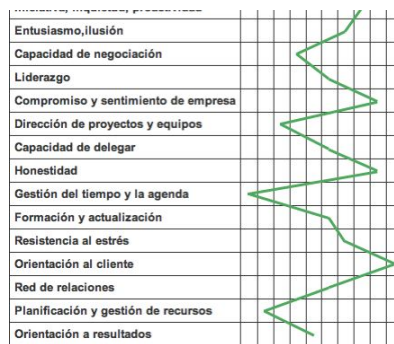 Entusiasmo,ilusión
Capacidad de negociación
Liderazgo
Compromiso y sentimiento de empresa
Dirección de proyectos y equipos
Capacidad de delegar
Honestidad
Gestión del tiempo y la agenda
Formación y actualización
Resistencia al estrés
Orientación al cliente
Red de relaciones
Planificación y gestión de recursos
Orientación a resultados